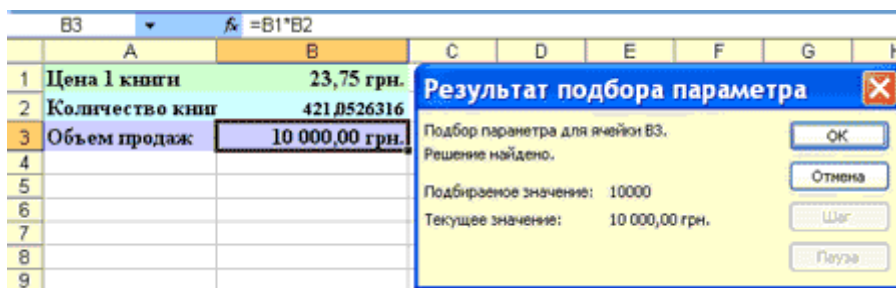 B3 fx =B1*B2
A B C D E F G H
1 Цена 1 книги 23,75 грн.
2 Количество книг 421,0526316
3 Объем продаж 10 000,00 грн.
4
5
6
7
8
9
Результат подбора параметра
Подбор параметра для ячейки B3.
Решение найдено.
Подбираемое значение: 10000
Текущее значение: 10 000,00 грн.
ОК
Отмена
Шаг
Пауза